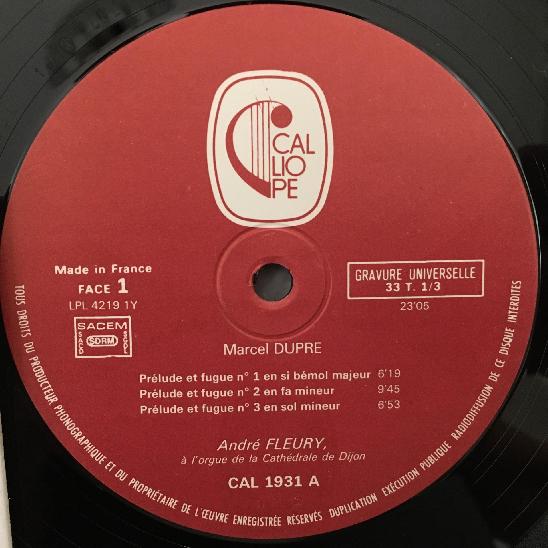 CAL
LIO
PE
Made in France
FACE 1
LPL 4219 1Y
SACEM
SACD SDRM SGDL
GRAVURE UNIVERSELLE
33 T. 1/3
23'05
Marcel DUPRE
Prélude et fugue n° 1 en si bémol majeur 6'19
Prélude et fugue n° 2 en fa mineur 9'45
Prélude et fugue n° 3 en sol mineur 6'53
André FLEURY,
à l'orgue de la Cathédrale de Dijon
CAL 1931 A
TOUS DROITS DU PRODUCTEUR PHONOGRAPHIQUE ET DU PROPRIÉTAIRE DE L'ŒUVRE ENREGISTRÉE RÉSERVÉS DUPLICATION EXÉCUTION PUBLIQUE RADIODIFFUSION DE CE DISQUE INTERDITES